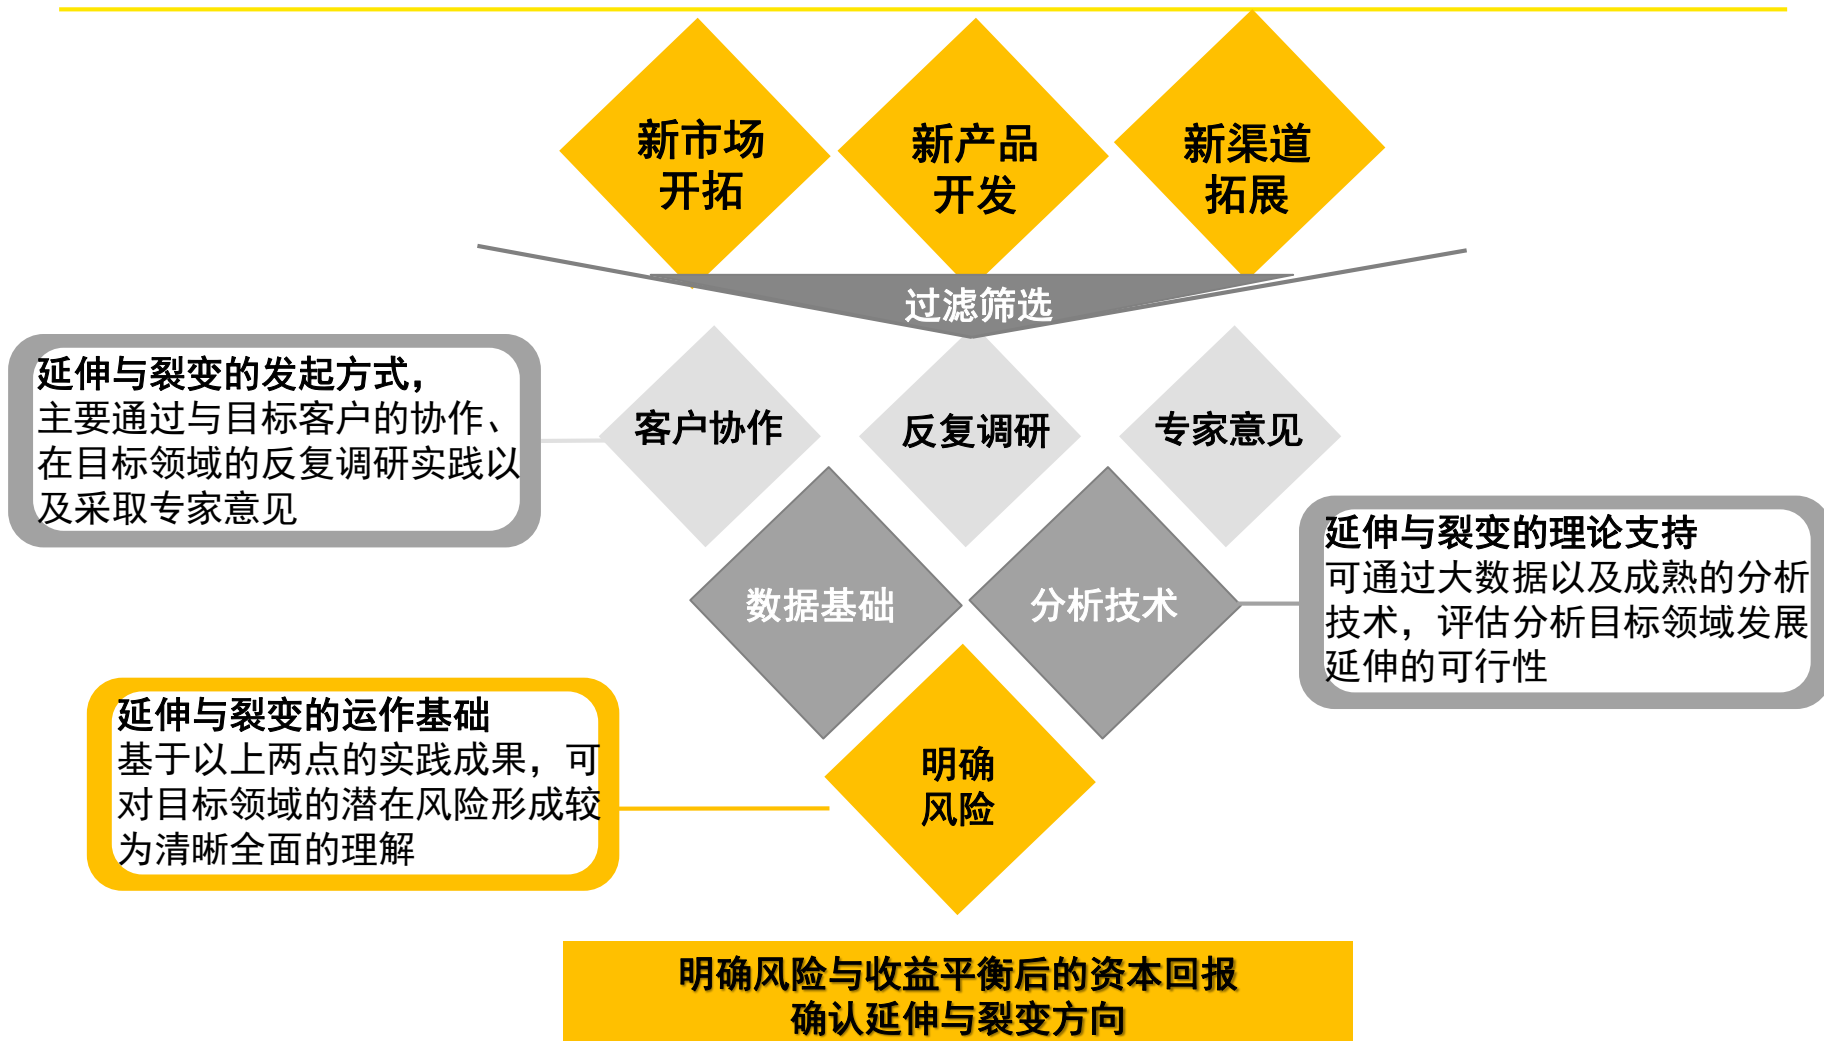 新市场
开拓
新产品
开发
新渠道
拓展
过滤筛选
延伸与裂变的发起方式，
主要通过与目标客户的协作、
在目标领域的反复调研实践以
及采取专家意见
客户协作
反复调研
专家意见
延伸与裂变的理论支持
可通过大数据以及成熟的分析
技术，评估分析目标领域发展
延伸的可行性
数据基础
分析技术
延伸与裂变的运作基础
基于以上两点的实践成果，可
对目标领域的潜在风险形成较
为清晰全面的理解
明确
风险
明确风险与收益平衡后的资本回报
确认延伸与裂变方向